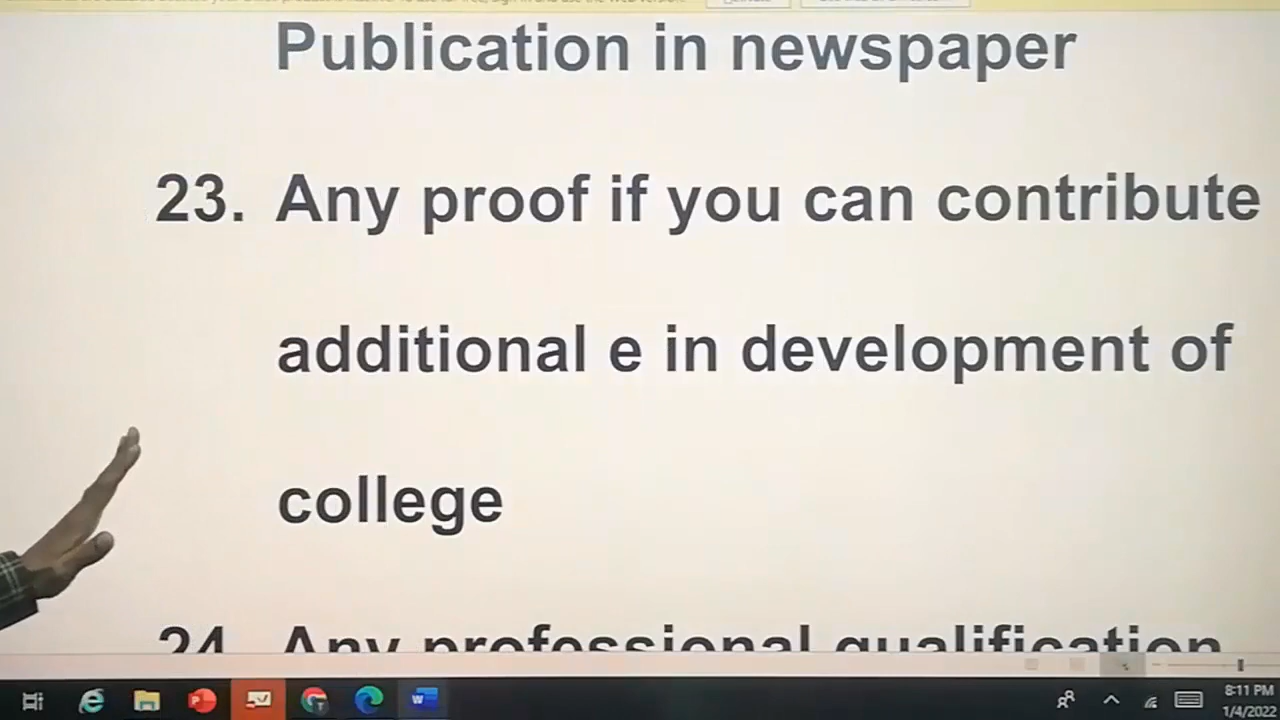 Publication in newspaper
23. Any proof if you can contribute
additional e in development of
college
24. Any professional qualification
8:11 PM
1/4/2022